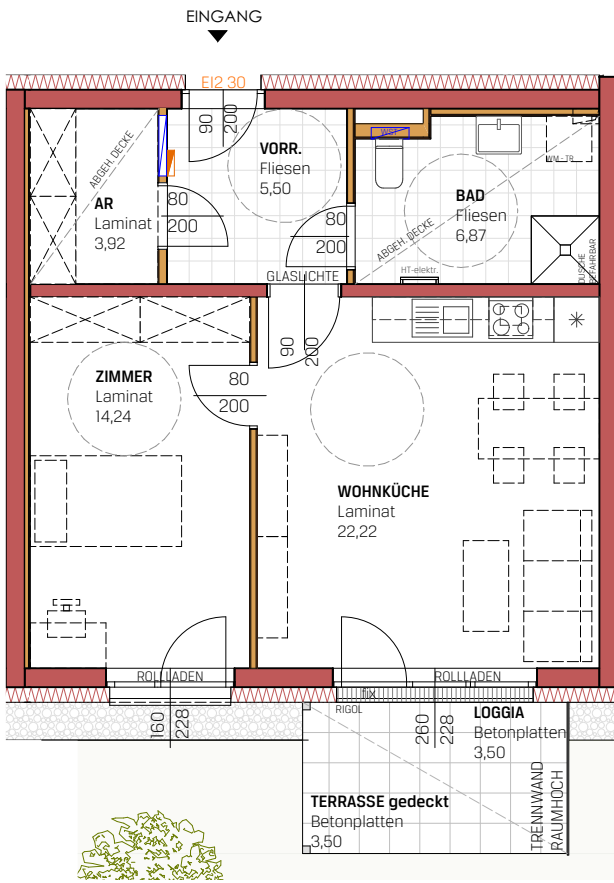 EINGANG
EI2 30
90
200
VORR.
Fliesen
5,50
ABGEH. DECKE
AR
Laminat
3,92
80
200
80
200
WST
BAD
Fliesen
6,87
WM - TR
ABGEH. DECKE
HT-elektr.
DUSCHE
BEFAHRBAR
GLASLICHTE
90
200
ZIMMER
Laminat
14,24
80
200
WOHNKÜCHE
Laminat
22,22
ROLLLADEN
ROLLLADEN
fix
RIGOL
160
228
260
228
LOGGIA
Betonplatten
3,50
TERRASSE gedeckt
Betonplatten
3,50
TRENNWAND
RAUMHOCH